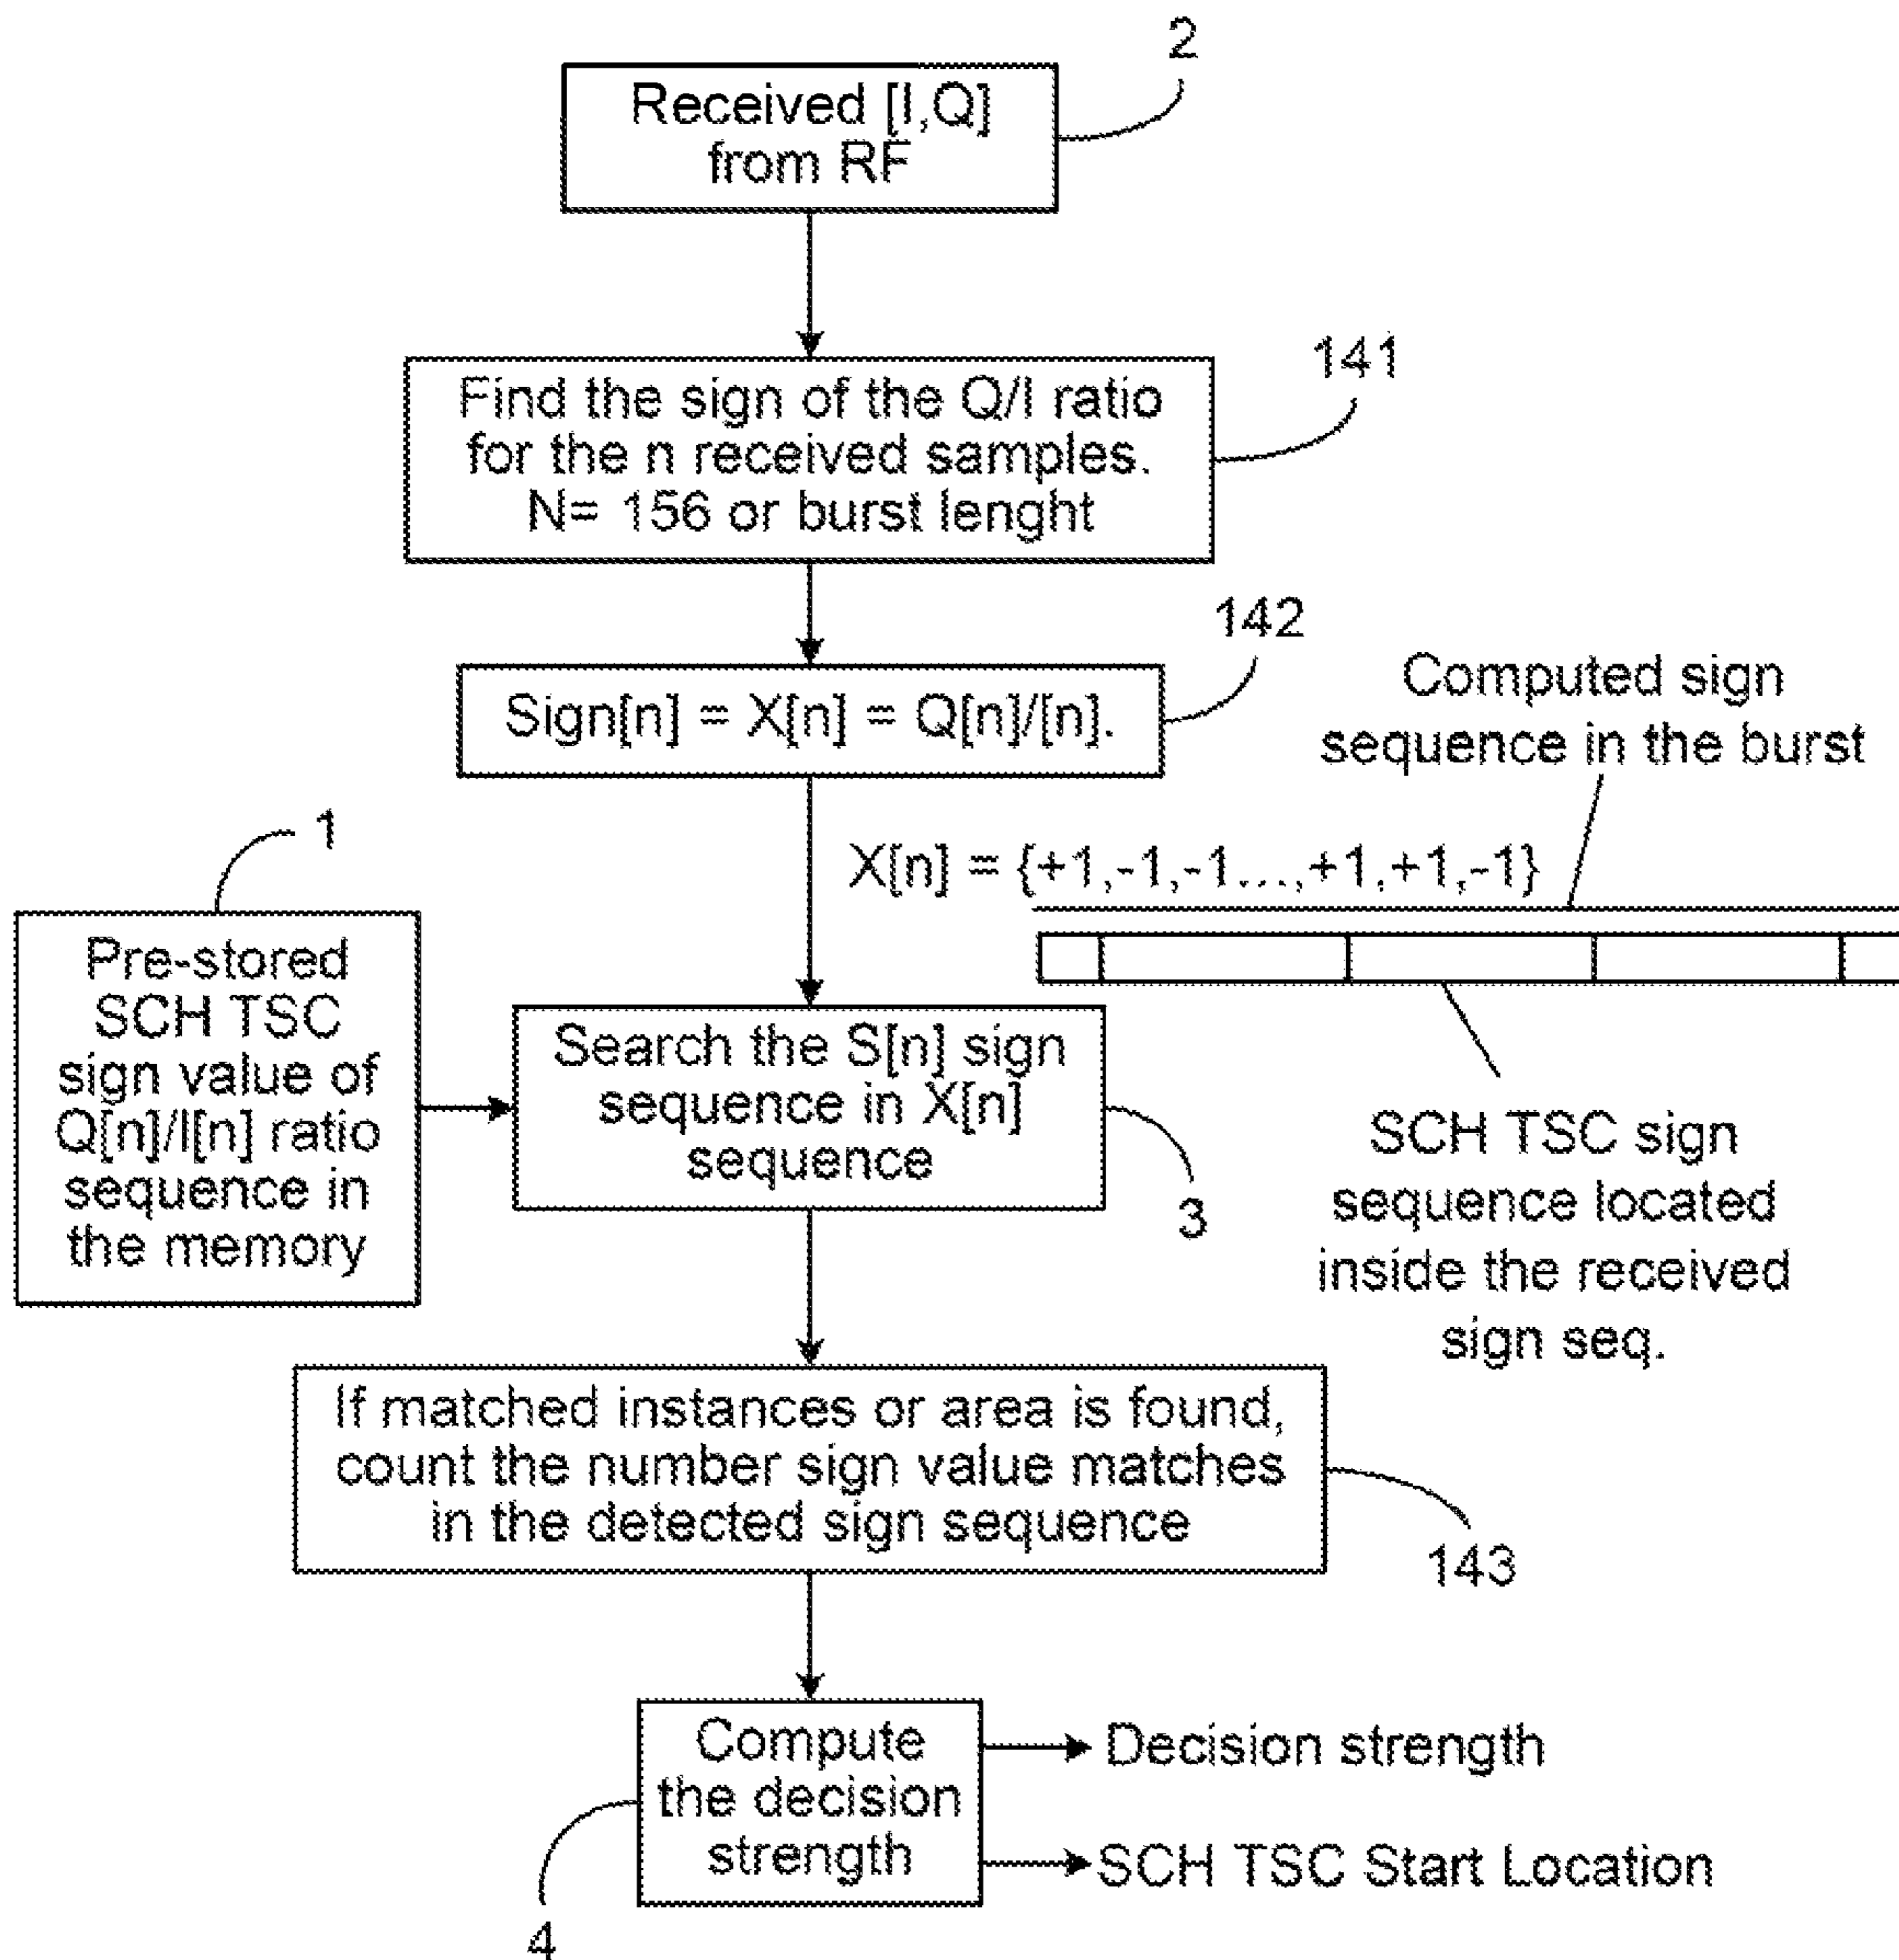 2
Received [I,Q]
from RF
141
Find the sign of the Q/I ratio
for the n received samples.
N= 156 or burst lenght
142
Sign[n] = X[n] = Q[n]/[n].
Computed sign
sequence in the burst
1
X[n] = {+1,-1,-1...,+1,+1,-1}
Pre-stored
SCH TSC
sign value of
Q[n]/I[n] ratio
sequence in
the memory
Search the S[n] sign
sequence in X[n]
sequence
3
SCH TSC sign
sequence located
inside the received
sign seq.
If matched instances or area is found,
count the number sign value matches
in the detected sign sequence
143
Compute
the decision
strength
4
Decision strength
SCH TSC Start Location